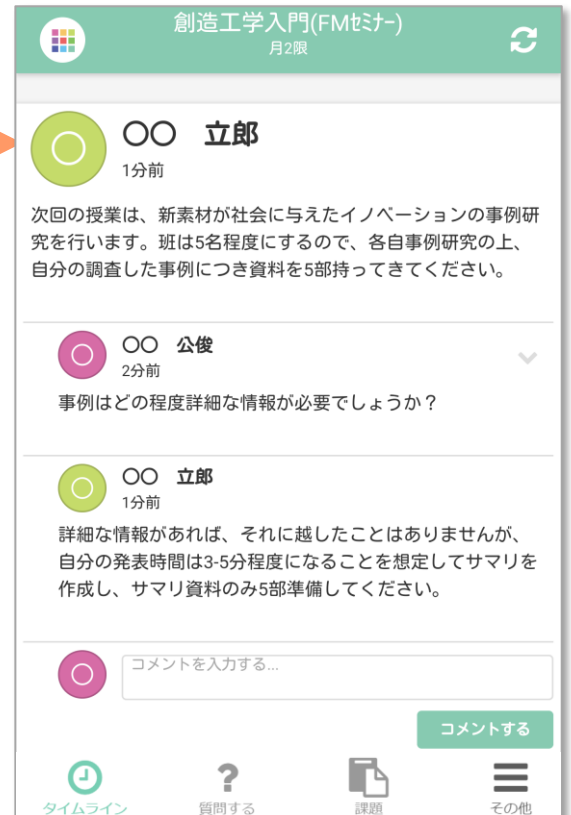 創造工学入門(FMｾﾐﾅｰ)
月2限
〇〇　立郎
1分前
次回の授業は、新素材が社会に与えたイノベーションの事例研
究を行います。班は5名程度にするので、各自事例研究の上、
自分の調査した事例につき資料を5部持ってきてください。
〇〇　公俊
2分前
事例はどの程度詳細な情報が必要でしょうか？
〇〇　立郎
1分前
詳細な情報があれば、それに越したことはありませんが、
自分の発表時間は3-5分程度になることを想定してサマリを
作成し、サマリ資料のみ5部準備してください。
コメントを入力する...
コメントする
タイムライン
質問する
課題
その他